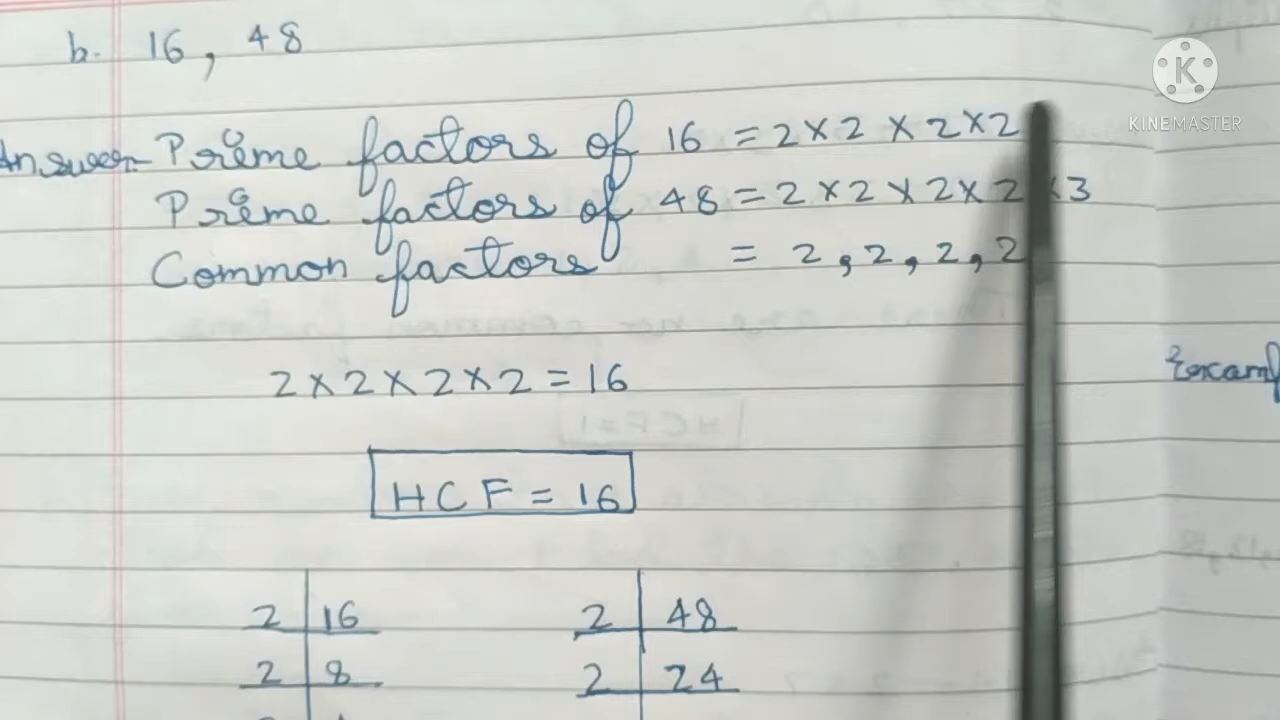 b. 16, 48
K
KINEMASTER
Answer- Prime factors of 16 = 2×2×2×2
Prime factors of 48 = 2×2×2×2×3
Common factors = 2, 2, 2, 2
2×2×2×2=16
HCF = 16
2 16 2 48
2 8 2 24